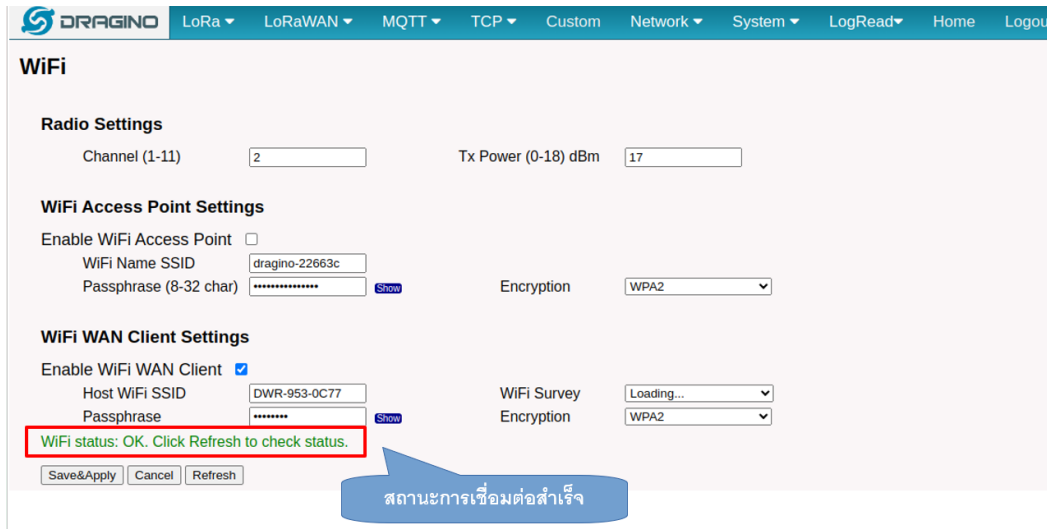 DRAGINO LoRa LoRaWAN MQTT TCP Custom Network System LogRead Home Logou
WiFi
Radio Settings
Channel (1-11) 2 Tx Power (0-18) dBm 17
WiFi Access Point Settings
Enable WiFi Access Point
WiFi Name SSID dragino-22663c
Passphrase (8-32 char) ••••••••••••••• Show Encryption WPA2
WiFi WAN Client Settings
Enable WiFi WAN Client
Host WiFi SSID DWR-953-0C77 WiFi Survey Loading...
Passphrase •••••••• Show Encryption WPA2
WiFi status: OK. Click Refresh to check status.
Save&Apply Cancel Refresh
สถานะการเชื่อมต่อสำเร็จ